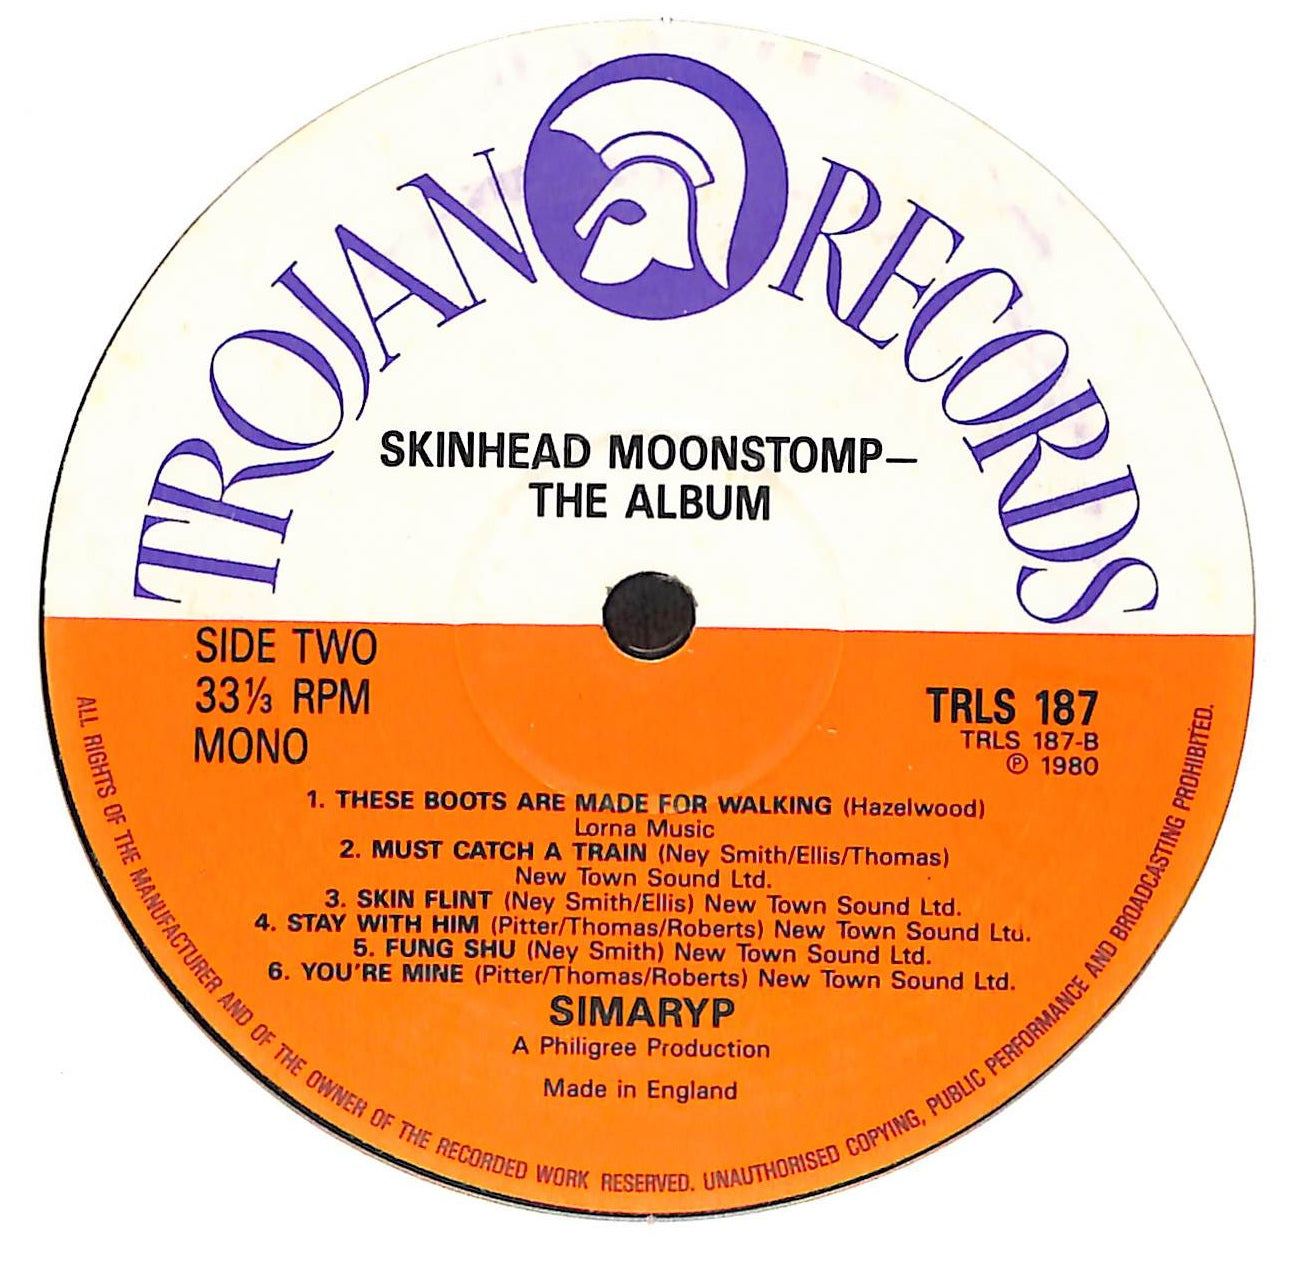 TROJAN RECORDS
SKINHEAD MOONSTOMP–
THE ALBUM
SIDE TWO
33⅓ RPM
MONO
TRLS 187
TRLS 187-B
℗ 1980
1. THESE BOOTS ARE MADE FOR WALKING (Hazelwood)
Lorna Music
2. MUST CATCH A TRAIN (Ney Smith/Ellis/Thomas)
New Town Sound Ltd.
3. SKIN FLINT (Ney Smith/Ellis) New Town Sound Ltd.
4. STAY WITH HIM (Pitter/Thomas/Roberts) New Town Sound Ltd.
5. FUNG SHU (Ney Smith) New Town Sound Ltd.
6. YOU'RE MINE (Pitter/Thomas/Roberts) New Town Sound Ltd.
SIMARYP
A Philigree Production
Made in England
ALL RIGHTS OF THE MANUFACTURER AND OF THE OWNER OF THE RECORDED WORK RESERVED. UNAUTHORISED COPYING, PUBLIC PERFORMANCE AND BROADCASTING PROHIBITED.